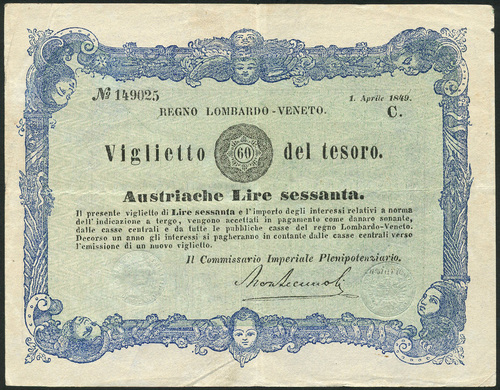 № 149025
1. Aprile 1849.
REGNO LOMBARDO-VENETO.
C.
Viglietto 60 del tesoro.
Austriache Lire sessanta.
Il presente viglietto di Lire sessanta e l'importo degli interessi relativi a norma
dell'indicazione a tergo, vengono accettati in pagamento come danaro sonante,
dalle casse centrali e da tutte le pubbliche casse del regno Lombardo-Veneto.
Decorso un anno gli interessi si pagheranno in contante dalle casse centrali verso
l'emissione di un nuovo viglietto.
Il Commissario Imperiale Plenipotenziario.
Montecuccoli